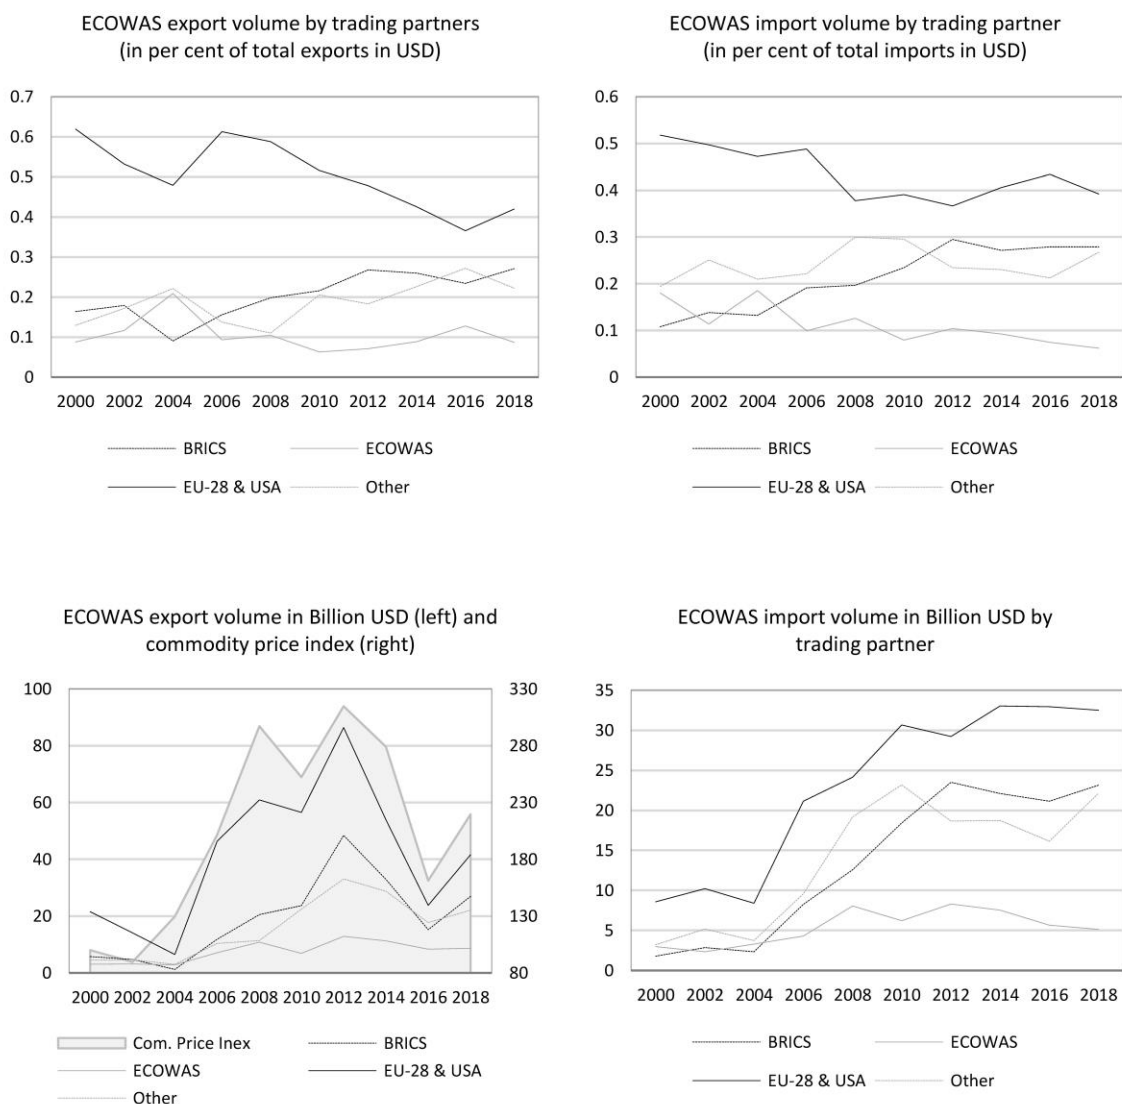 ECOWAS export volume by trading partners
(in per cent of total exports in USD)
0.7
0.6
0.5
0.4
0.3
0.2
0.1
0
2000 2002 2004 2006 2008 2010 2012 2014 2016 2018
BRICS ECOWAS
EU-28 & USA Other
ECOWAS import volume by trading partner
(in per cent of total imports in USD)
0.6
0.5
0.4
0.3
0.2
0.1
0
2000 2002 2004 2006 2008 2010 2012 2014 2016 2018
BRICS ECOWAS
EU-28 & USA Other
ECOWAS export volume in Billion USD (left) and
commodity price index (right)
100 330
80 280
60 230
40 180
20 130
0 80
2000 2002 2004 2006 2008 2010 2012 2014 2016 2018
Com. Price Inex BRICS
ECOWAS EU-28 & USA
Other
ECOWAS import volume in Billion USD by
trading partner
35
30
25
20
15
10
5
0
2000 2002 2004 2006 2008 2010 2012 2014 2016 2018
BRICS ECOWAS
EU-28 & USA Other